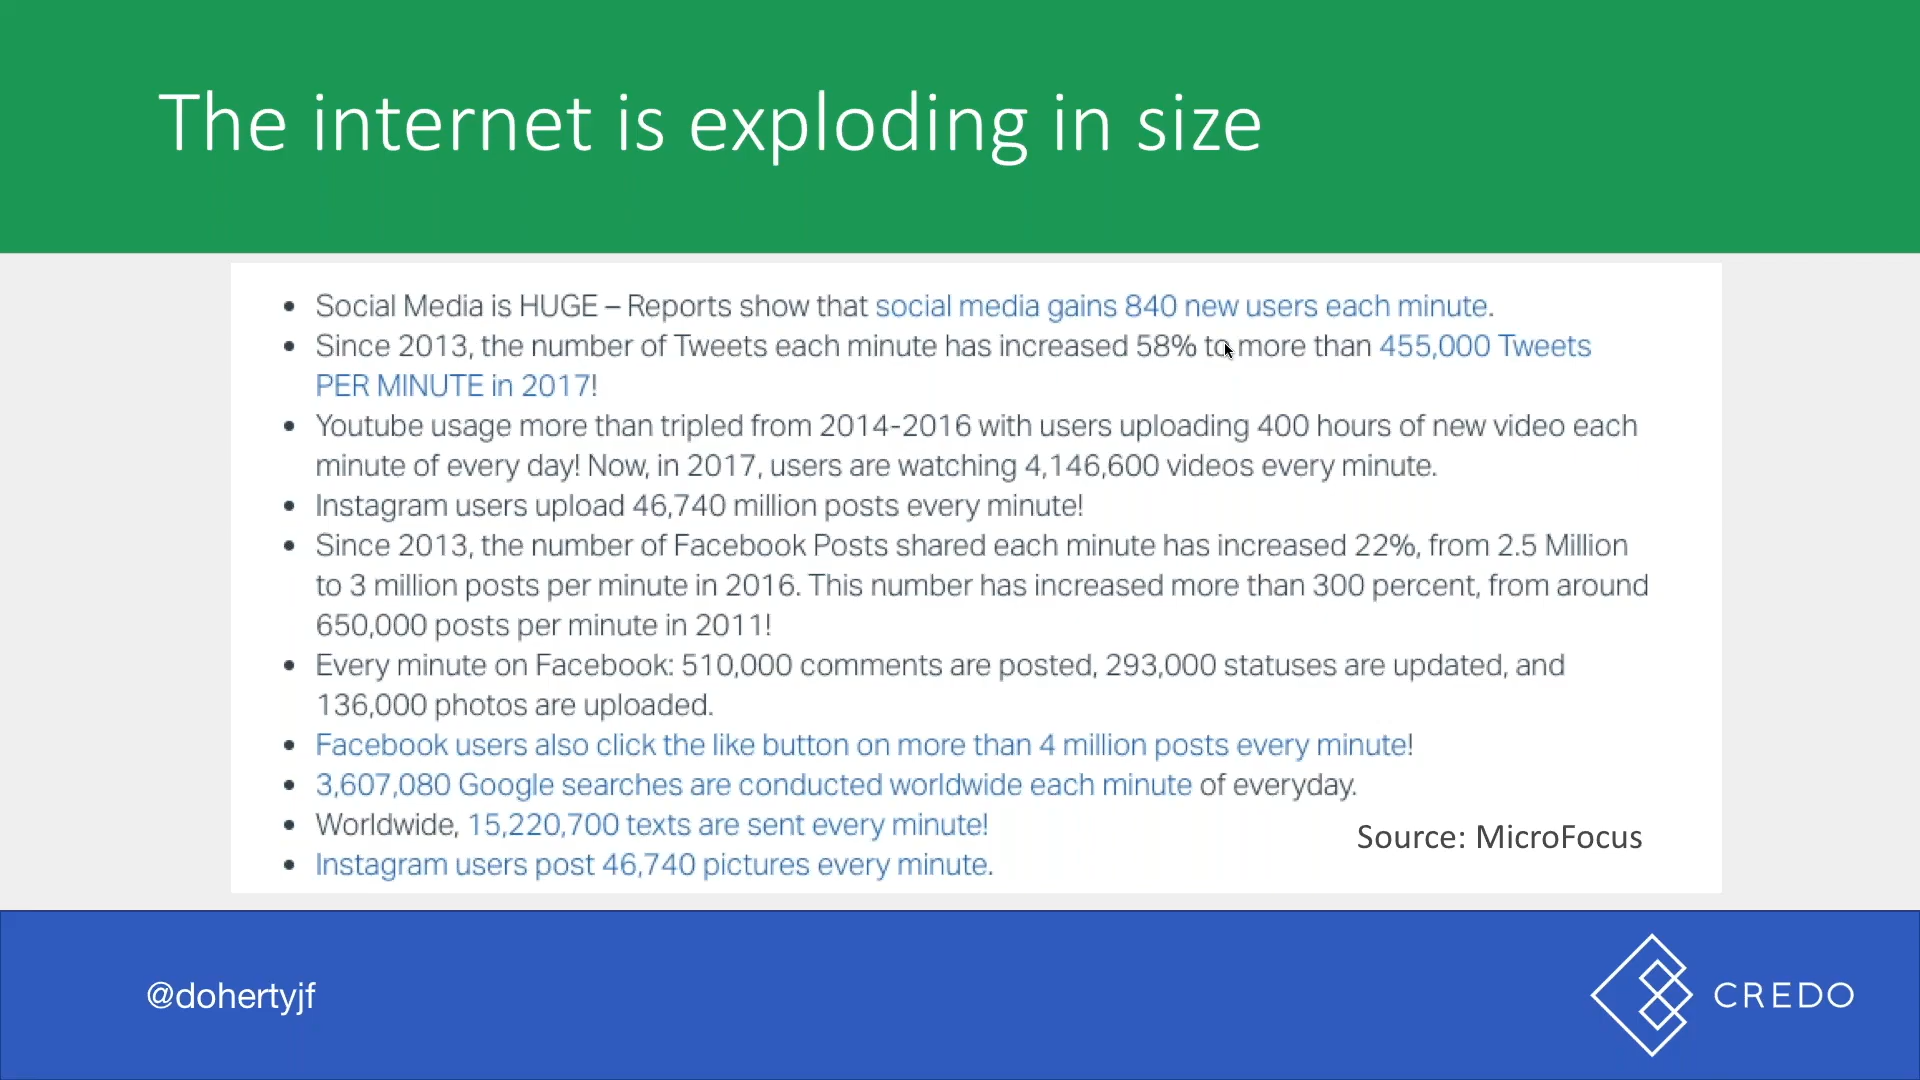 The internet is exploding in size
• Social Media is HUGE – Reports show that social media gains 840 new users each minute.
• Since 2013, the number of Tweets each minute has increased 58% to more than 455,000 Tweets
PER MINUTE in 2017!
• Youtube usage more than tripled from 2014-2016 with users uploading 400 hours of new video each
minute of every day! Now, in 2017, users are watching 4,146,600 videos every minute.
• Instagram users upload 46,740 million posts every minute!
• Since 2013, the number of Facebook Posts shared each minute has increased 22%, from 2.5 Million
to 3 million posts per minute in 2016. This number has increased more than 300 percent, from around
650,000 posts per minute in 2011!
• Every minute on Facebook: 510,000 comments are posted, 293,000 statuses are updated, and
136,000 photos are uploaded.
• Facebook users also click the like button on more than 4 million posts every minute!
• 3,607,080 Google searches are conducted worldwide each minute of everyday.
• Worldwide, 15,220,700 texts are sent every minute!
• Instagram users post 46,740 pictures every minute.
Source: MicroFocus
@dohertyjf
CREDO